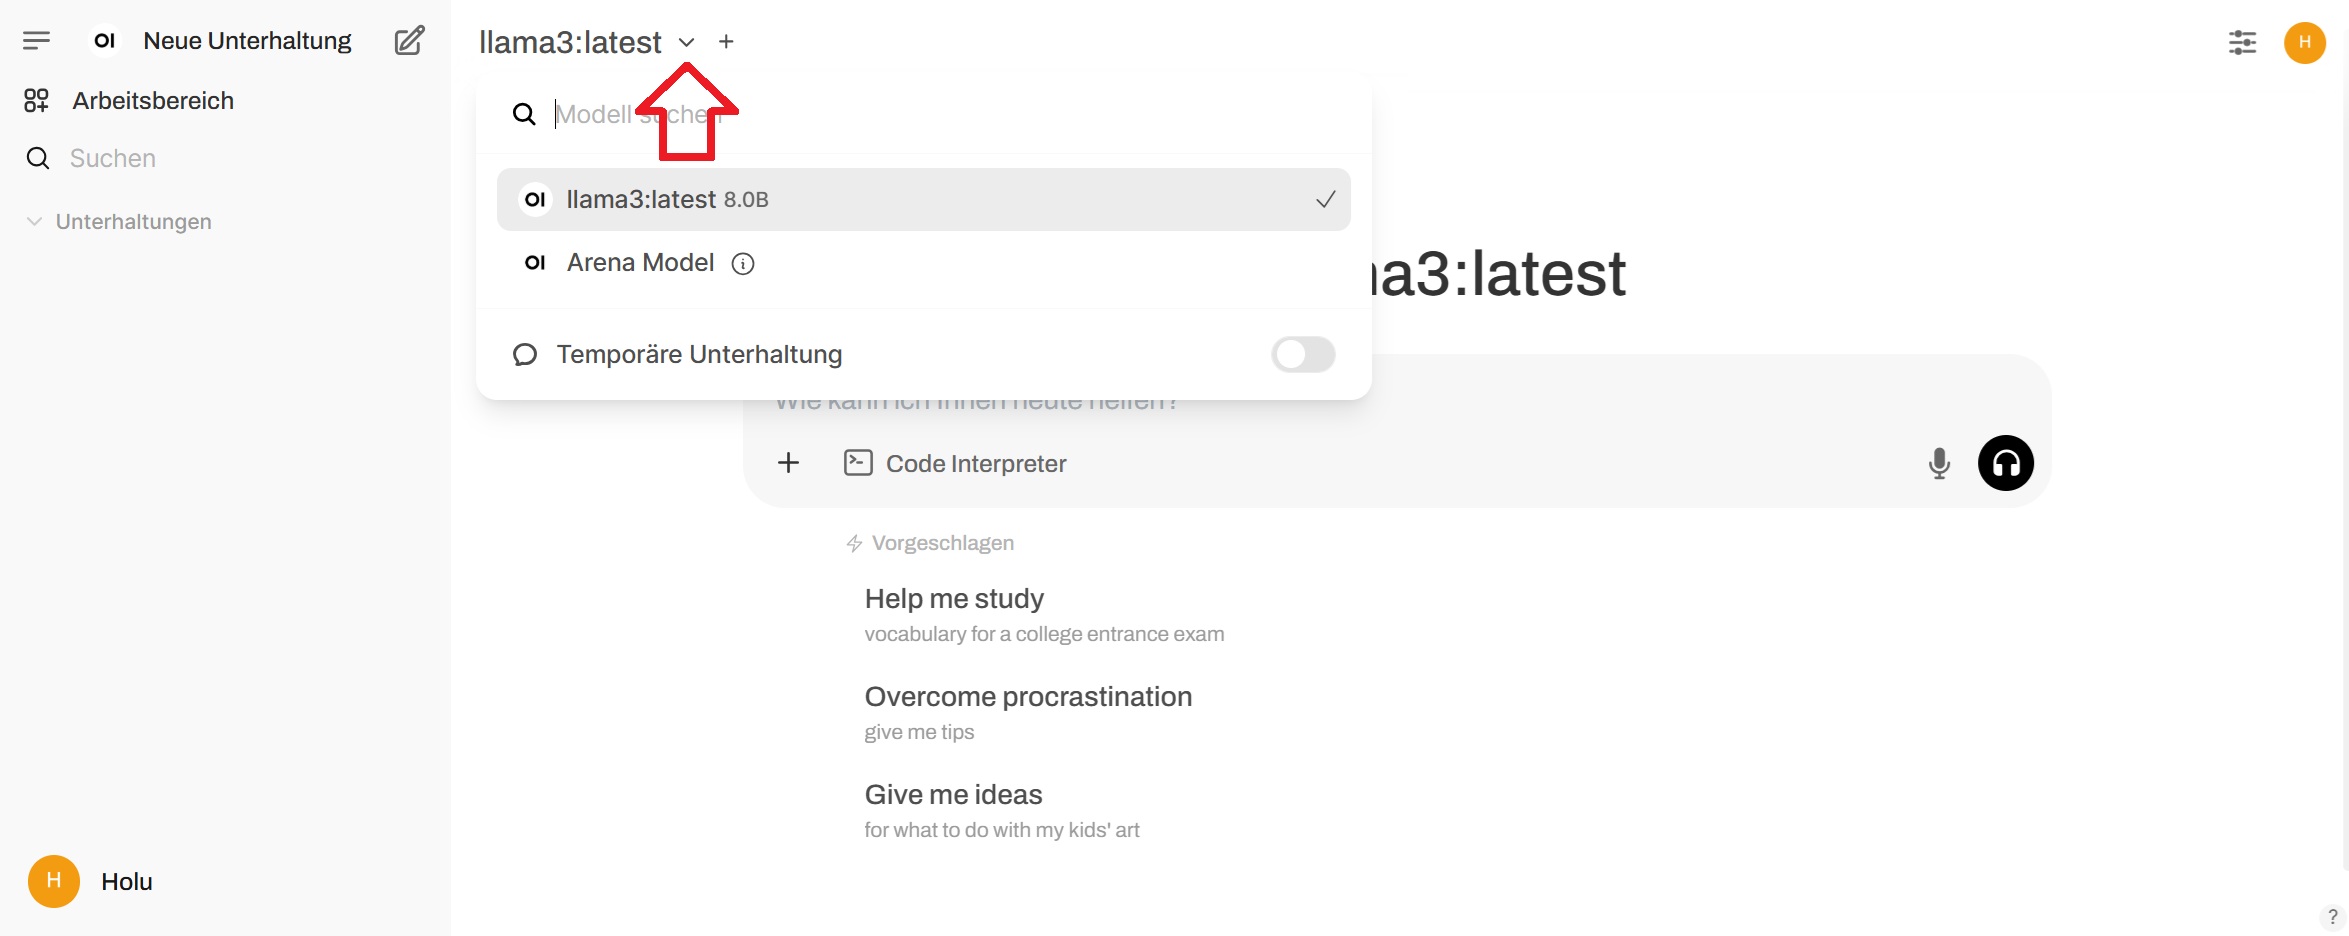 OI Neue Unterhaltung
Arbeitsbereich
Suchen
Unterhaltungen
H Holu
llama3:latest
H
Modell suchen
OI llama3:latest 8.0B
OI Arena Model
Temporäre Unterhaltung
a3:latest
Wie kann ich Ihnen heute helfen?
Code Interpreter
Vorgeschlagen
Help me study
vocabulary for a college entrance exam
Overcome procrastination
give me tips
Give me ideas
for what to do with my kids' art
?